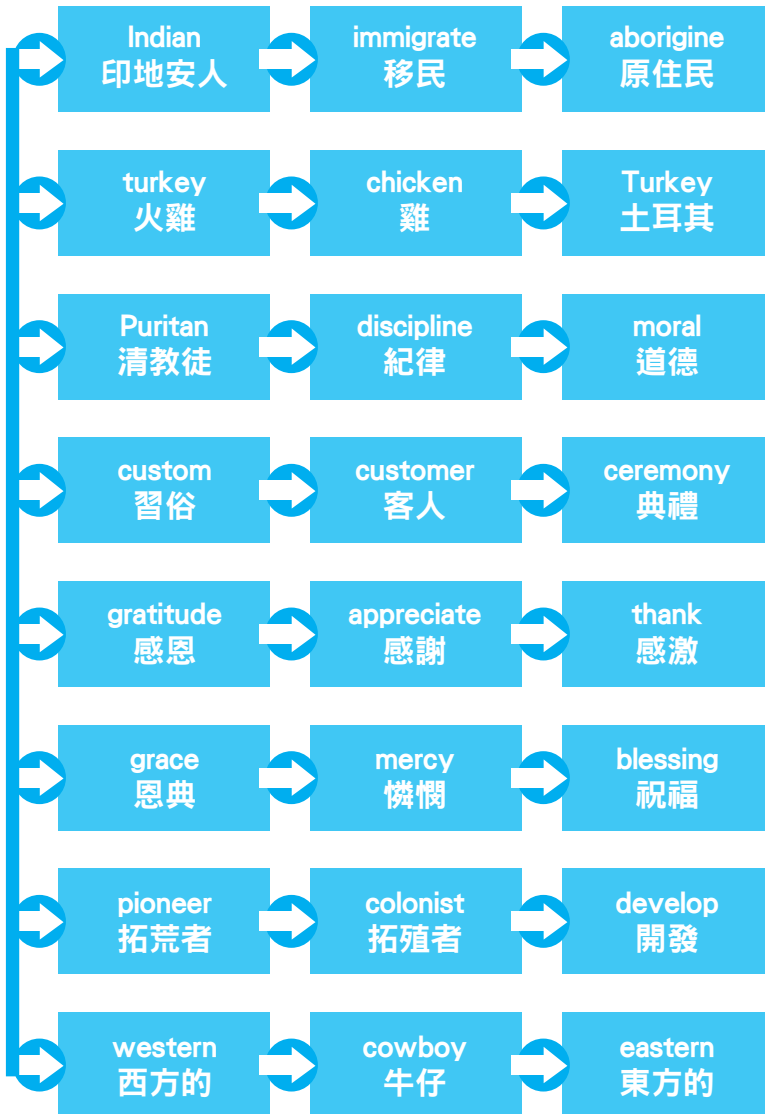 Indian
印地安人
immigrate
移民
aborigine
原住民
turkey
火雞
chicken
雞
Turkey
土耳其
Puritan
清教徒
discipline
紀律
moral
道德
custom
習俗
customer
客人
ceremony
典禮
gratitude
感恩
appreciate
感謝
thank
感激
grace
恩典
mercy
憐憫
blessing
祝福
pioneer
拓荒者
colonist
拓殖者
develop
開發
western
西方的
cowboy
牛仔
eastern
東方的